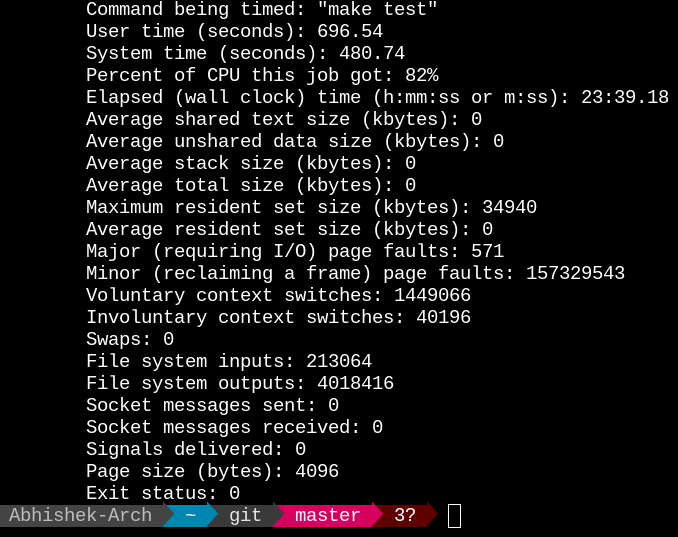 Command being timed: "make test"
User time (seconds): 696.54
System time (seconds): 480.74
Percent of CPU this job got: 82%
Elapsed (wall clock) time (h:mm:ss or m:ss): 23:39.18
Average shared text size (kbytes): 0
Average unshared data size (kbytes): 0
Average stack size (kbytes): 0
Average total size (kbytes): 0
Maximum resident set size (kbytes): 34940
Average resident set size (kbytes): 0
Major (requiring I/O) page faults: 571
Minor (reclaiming a frame) page faults: 157329543
Voluntary context switches: 1449066
Involuntary context switches: 40196
Swaps: 0
File system inputs: 213064
File system outputs: 4018416
Socket messages sent: 0
Socket messages received: 0
Signals delivered: 0
Page size (bytes): 4096
Exit status: 0
Abhishek-Arch ~ git master 3?